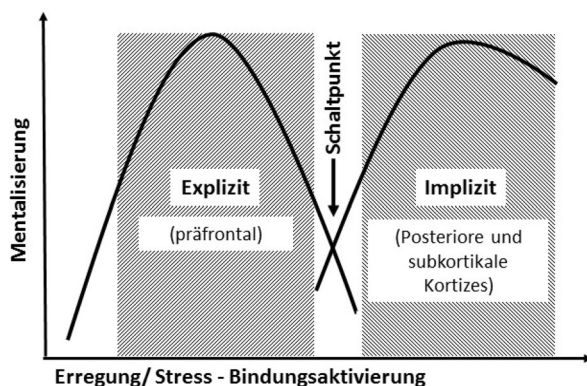 Mentalisierung
Explizit
(präfrontal)
Schaltpunkt
Implizit
(Posteriore und
subkortikale
Kortizes)
Erregung/ Stress - Bindungsaktivierung